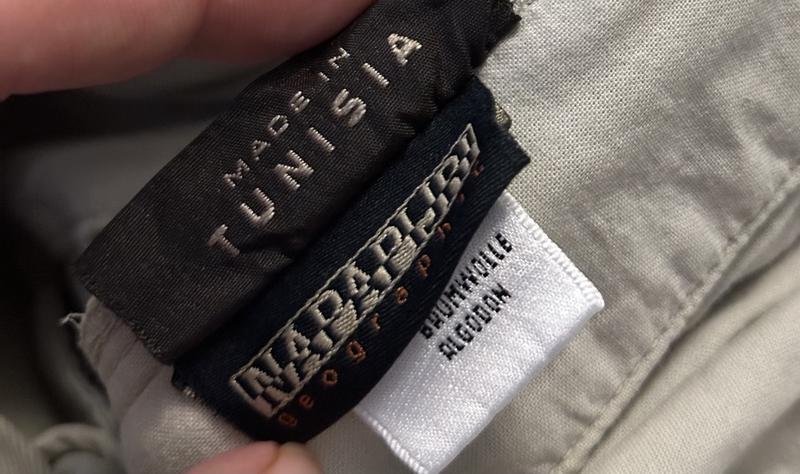 MADE IN
TUNISIA
NAPAPIJRI
geographic
BAUMWOLLE
ALGODON